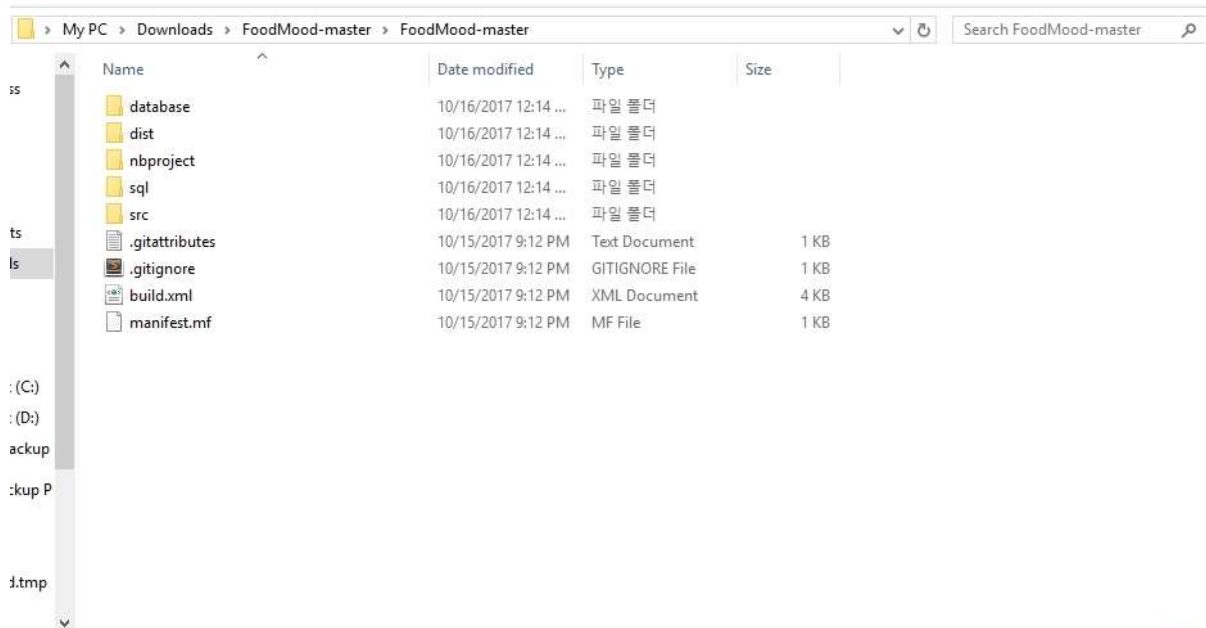 My PC > Downloads > FoodMood-master > FoodMood-master
Search FoodMood-master
Name Date modified Type Size
ss
database 10/16/2017 12:14 ... 파일 폴더
dist 10/16/2017 12:14 ... 파일 폴더
nbproject 10/16/2017 12:14 ... 파일 폴더
sql 10/16/2017 12:14 ... 파일 폴더
src 10/16/2017 12:14 ... 파일 폴더
ts
.gitattributes 10/15/2017 9:12 PM Text Document 1 KB
ls
.gitignore 10/15/2017 9:12 PM GITIGNORE File 1 KB
build.xml 10/15/2017 9:12 PM XML Document 4 KB
manifest.mf 10/15/2017 9:12 PM MF File 1 KB
(C:)
(D:)
ackup
ckup P
d.tmp